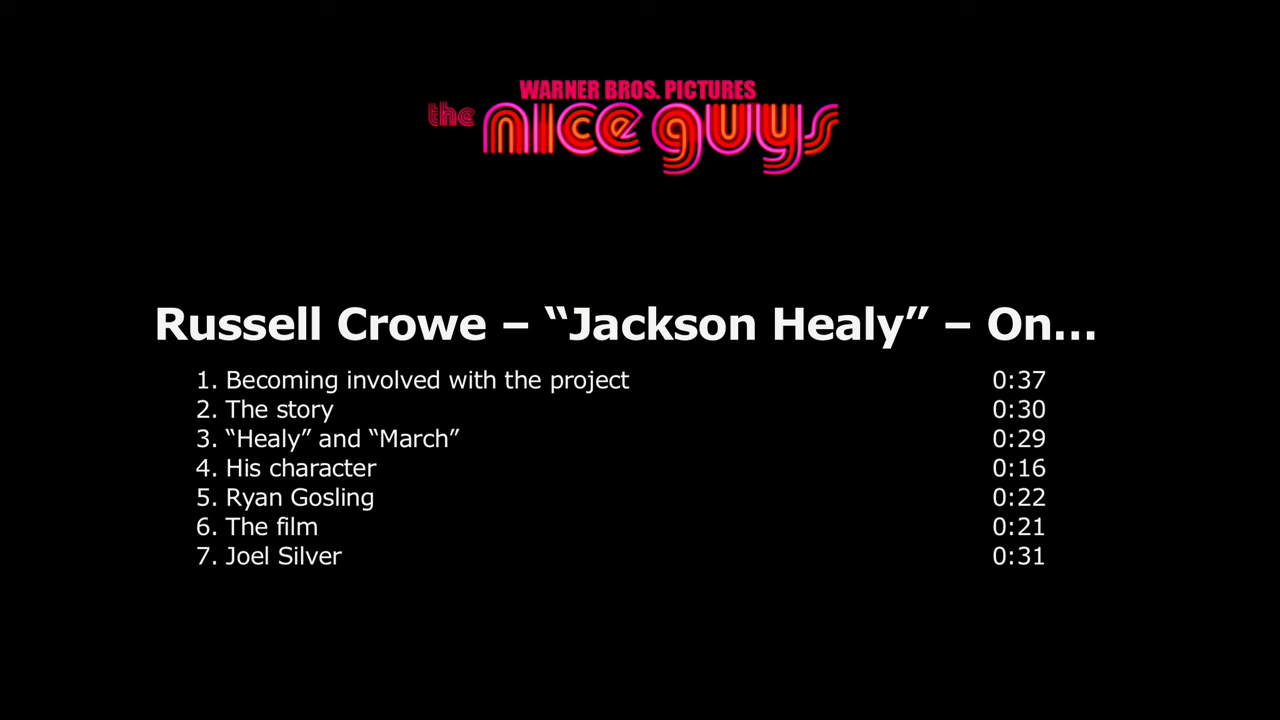 WARNER BROS. PICTURES
the nice guys
Russell Crowe – “Jackson Healy” – On...
1. Becoming involved with the project 0:37
2. The story 0:30
3. “Healy” and “March” 0:29
4. His character 0:16
5. Ryan Gosling 0:22
6. The film 0:21
7. Joel Silver 0:31